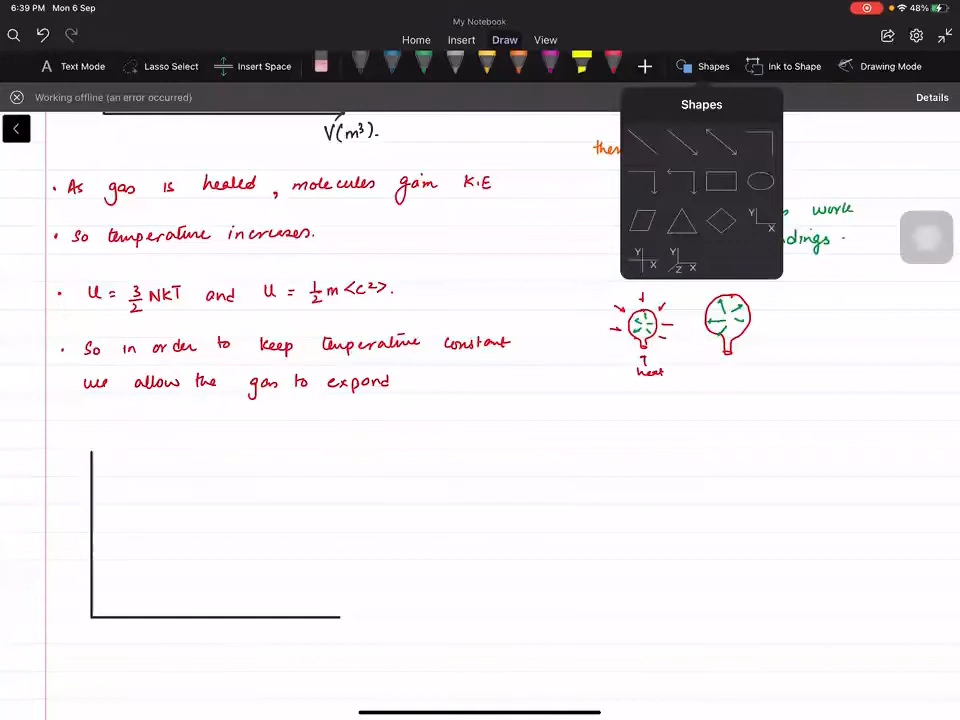 6:39 PM Mon 6 Sep
48%
My Notebook
Home Insert Draw View
Text Mode Lasso Select Insert Space Shapes Ink to Shape Drawing Mode
Working offline (an error occurred) Details
Shapes
V(m³).
· As gas is heated, molecules gain K.E
· So temperature increases.
work
· U = 3/2 NKT and U = 1/2 m<c²>.
· So in order to keep temperature constant
we allow the gas to expand
heat
Y X
Y X
Y Z X